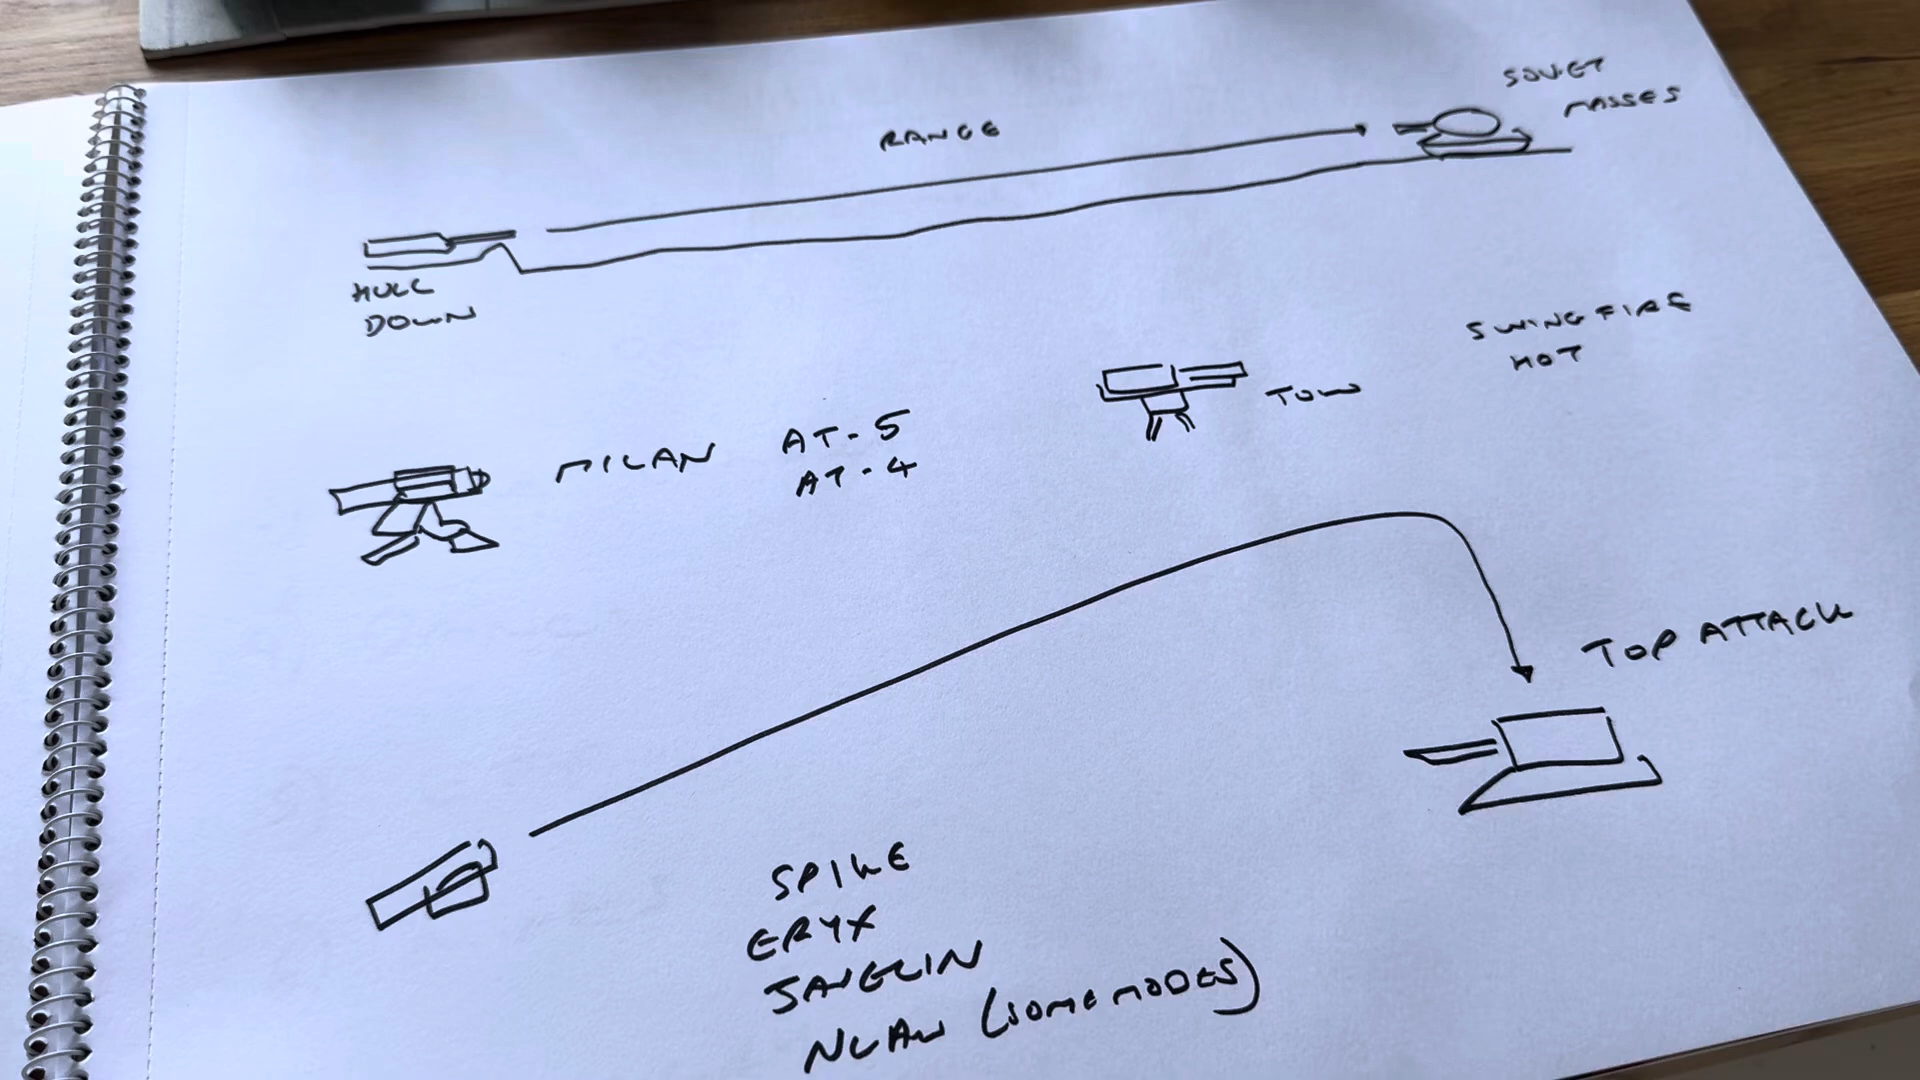 SOVIET
MASSES
RANGE
HULL
DOWN
SWINGFIRE
HOT
TOW
MILAN AT-5
AT-4
TOP ATTACK
SPIKE
ERYX
JAVELIN
NLAW (SOME MODES)